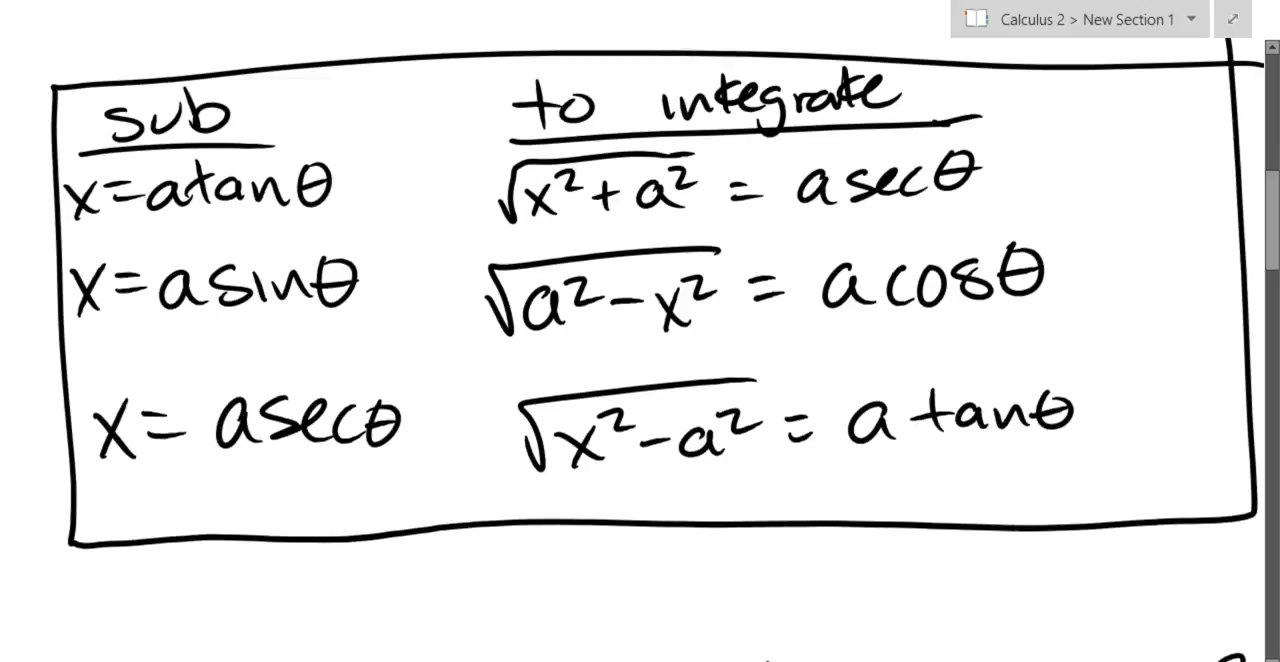 Calculus 2 > New Section 1
sub to integrate
x=atanθ √(x²+a²) = asecθ
x=asinθ √(a²-x²) = acosθ
x= asecθ √(x²-a²) = a tanθ